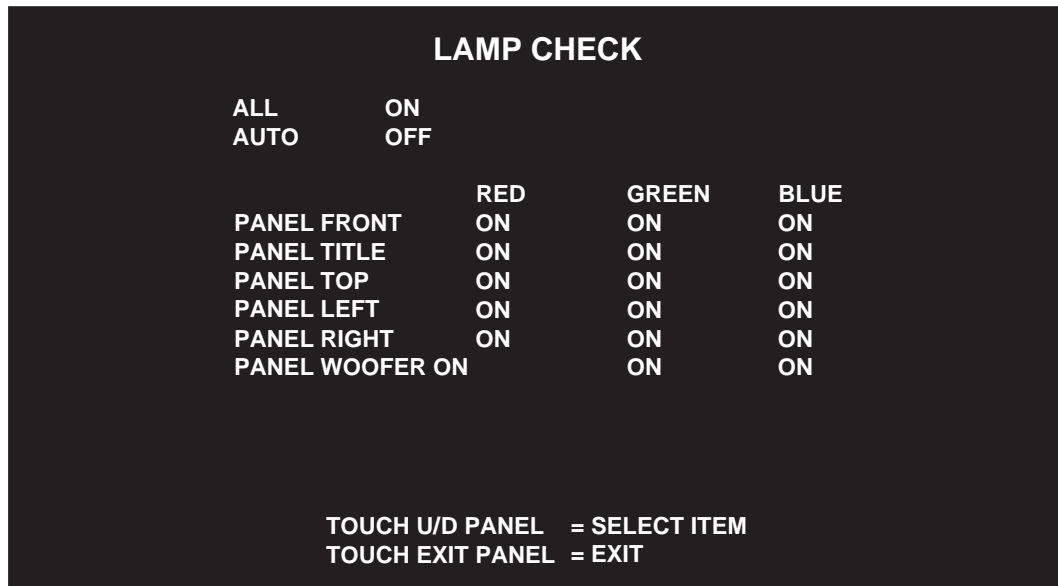 LAMP CHECK
ALL ON
AUTO OFF
RED GREEN BLUE
PANEL FRONT ON ON ON
PANEL TITLE ON ON ON
PANEL TOP ON ON ON
PANEL LEFT ON ON ON
PANEL RIGHT ON ON ON
PANEL WOOFER ON ON ON
TOUCH U/D PANEL = SELECT ITEM
TOUCH EXIT PANEL = EXIT